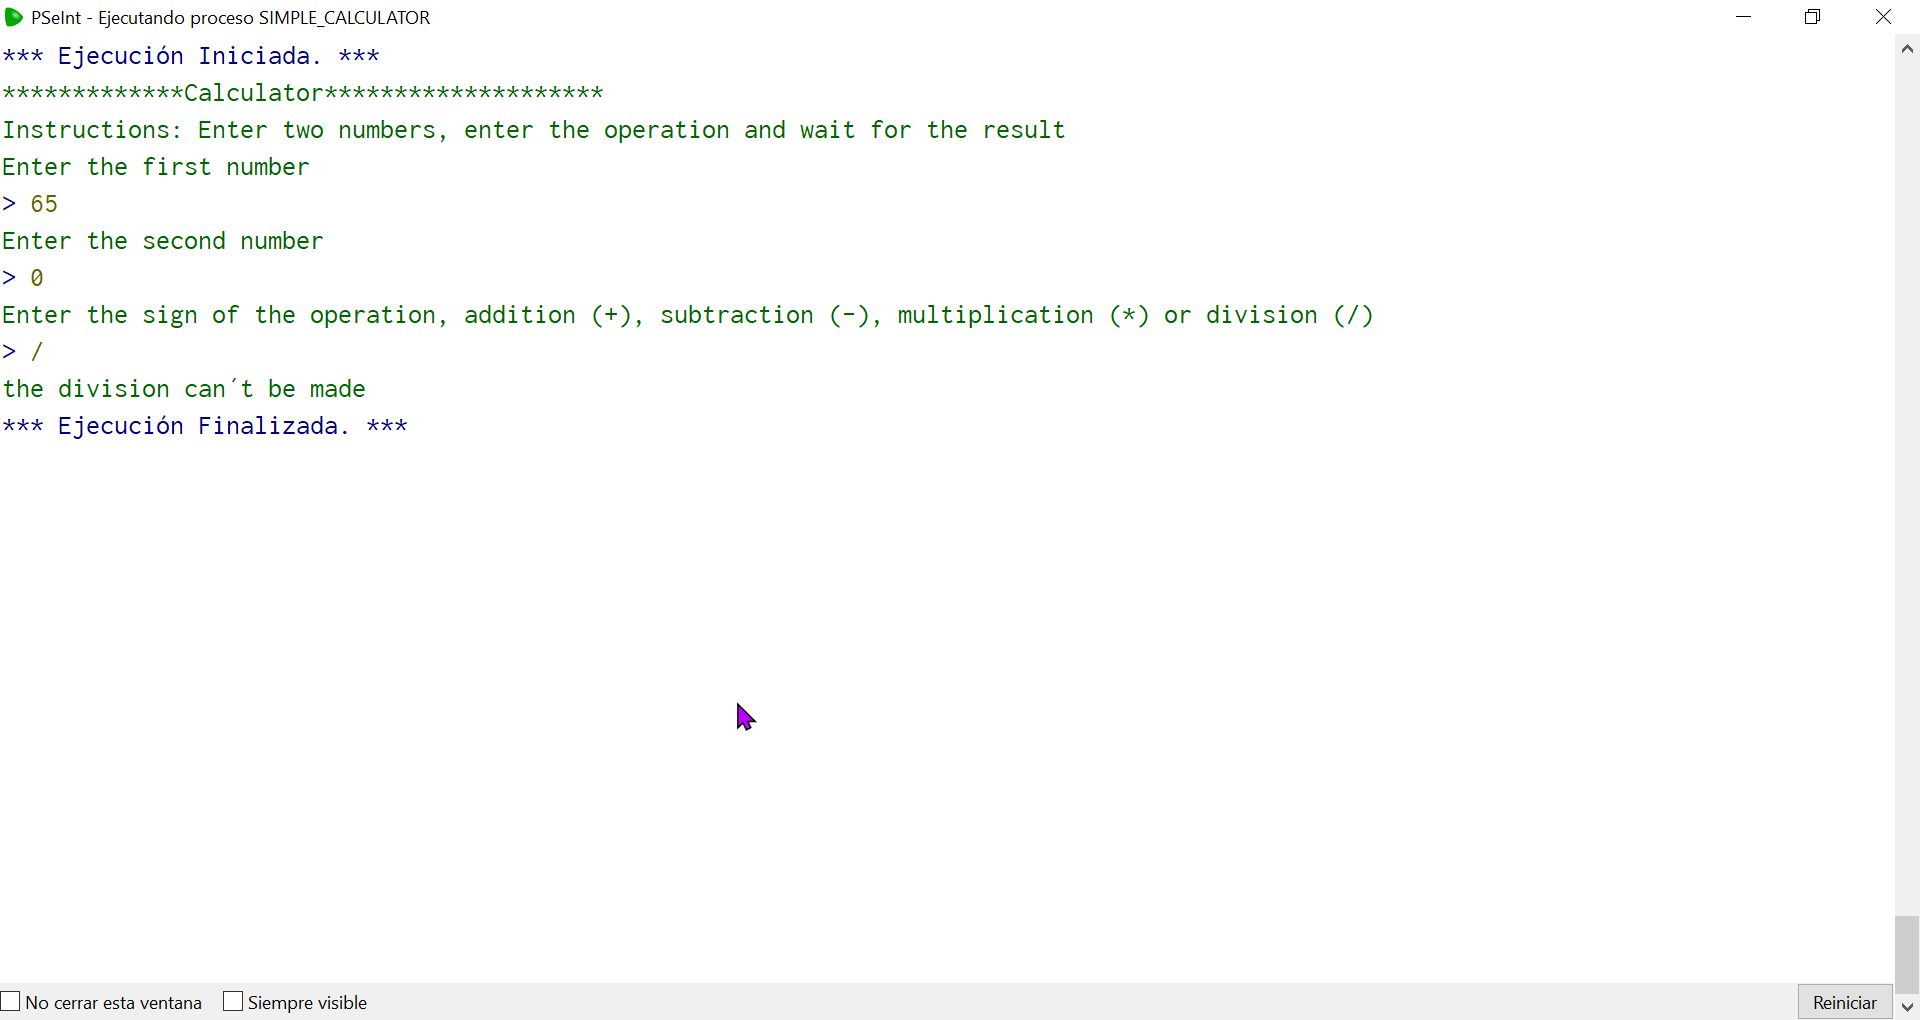 PSeInt - Ejecutando proceso SIMPLE_CALCULATOR
*** Ejecución Iniciada. ***
*************Calculator********************
Instructions: Enter two numbers, enter the operation and wait for the result
Enter the first number
> 65
Enter the second number
> 0
Enter the sign of the operation, addition (+), subtraction (-), multiplication (*) or division (/)
> /
the division can´t be made
*** Ejecución Finalizada. ***
No cerrar esta ventana Siempre visible Reiniciar